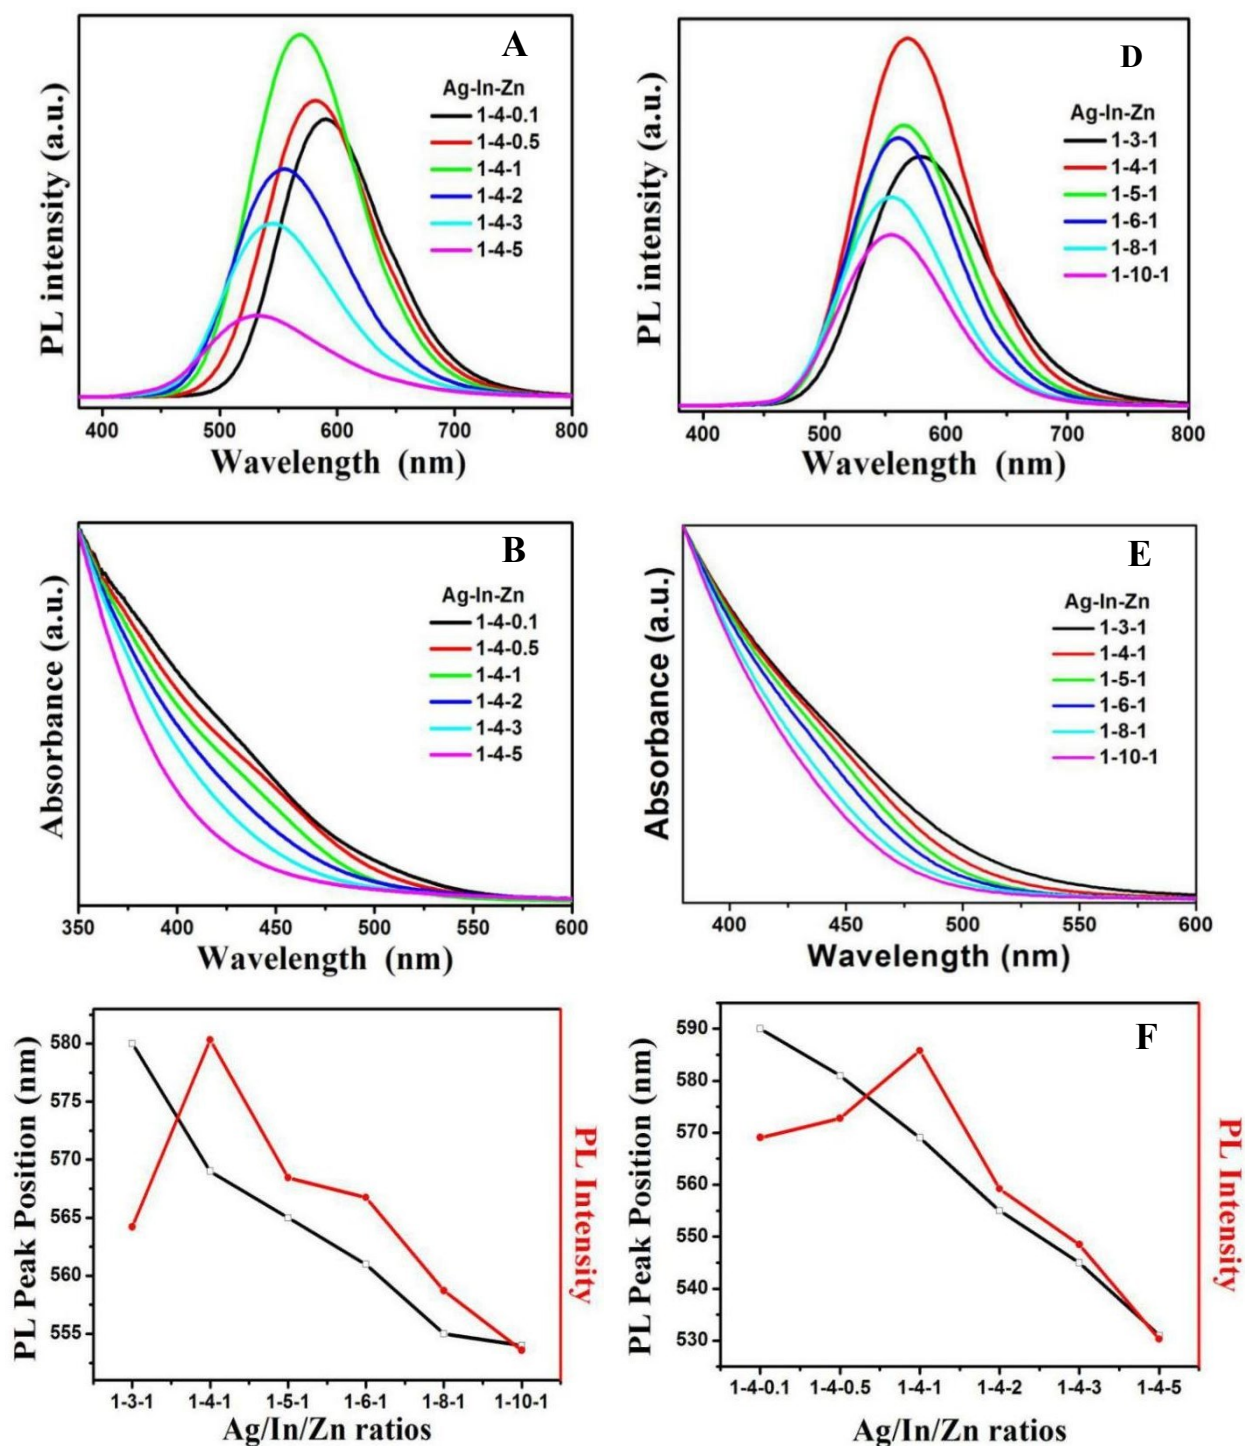 A
Ag-In-Zn
1-4-0.1
1-4-0.5
1-4-1
1-4-2
1-4-3
1-4-5
PL intensity (a.u.)
400 500 600 700 800
Wavelength (nm)
D
Ag-In-Zn
1-3-1
1-4-1
1-5-1
1-6-1
1-8-1
1-10-1
PL intensity (a.u.)
400 500 600 700 800
Wavelength (nm)
B
Ag-In-Zn
1-4-0.1
1-4-0.5
1-4-1
1-4-2
1-4-3
1-4-5
Absorbance (a.u.)
350 400 450 500 550 600
Wavelength (nm)
E
Ag-In-Zn
1-3-1
1-4-1
1-5-1
1-6-1
1-8-1
1-10-1
Absorbance (a.u.)
400 450 500 550 600
Wavelength (nm)
580
575
570
565
560
555
PL Peak Position (nm)
PL Intensity
1-3-1 1-4-1 1-5-1 1-6-1 1-8-1 1-10-1
Ag/In/Zn ratios
F
590
580
570
560
550
540
530
PL Peak Position (nm)
PL Intensity
1-4-0.1 1-4-0.5 1-4-1 1-4-2 1-4-3 1-4-5
Ag/In/Zn ratios